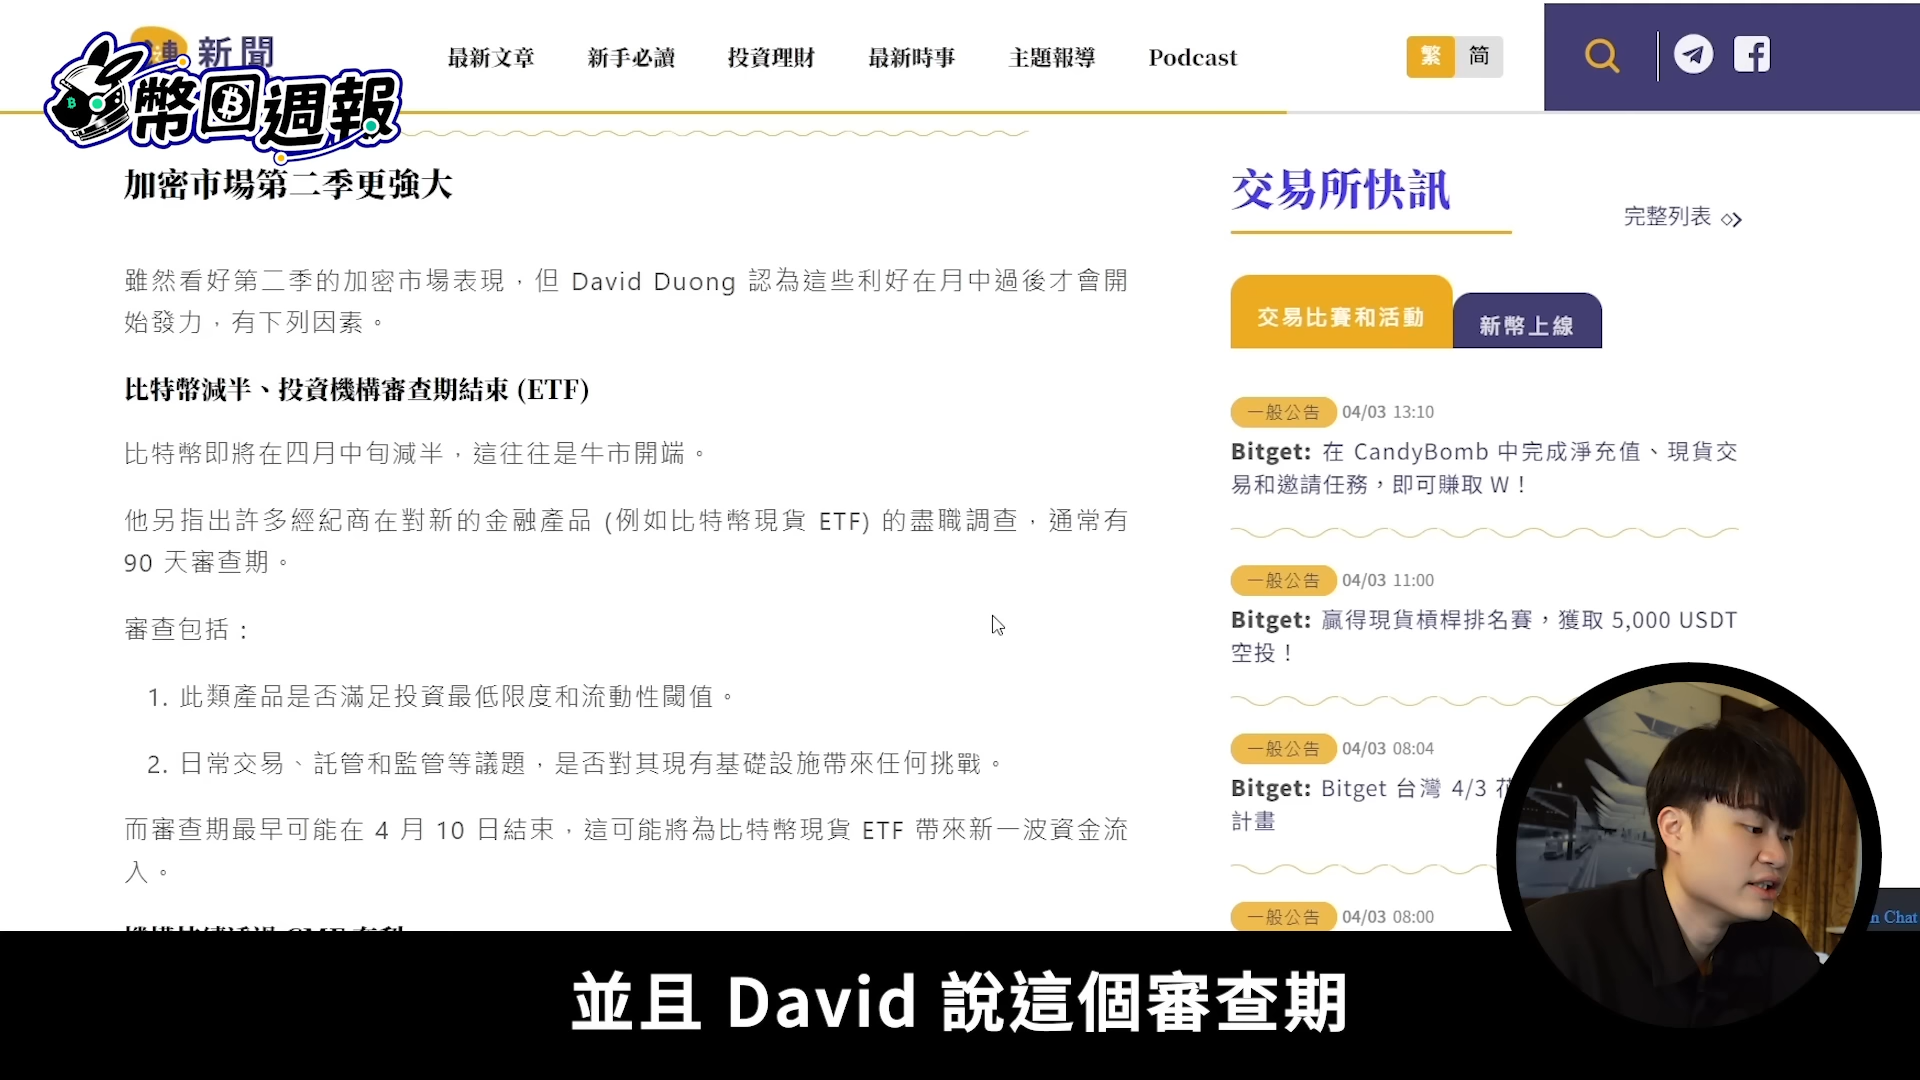 新聞
幣圈週報
最新文章
新手必讀
投資理財
最新時事
主題報導
Podcast
繁
简
加密市場第二季更強大
雖然看好第二季的加密市場表現，但 David Duong 認為這些利好在月中過後才會開
始發力，有下列因素。
比特幣減半、投資機構審查期結束 (ETF)
比特幣即將在四月中旬減半，這往往是牛市開端。
他另指出許多經紀商在對新的金融產品 (例如比特幣現貨 ETF) 的盡職調查，通常有
90 天審查期。
審查包括：
1. 此類產品是否滿足投資最低限度和流動性閾值。
2. 日常交易、託管和監管等議題，是否對其現有基礎設施帶來任何挑戰。
而審查期最早可能在 4 月 10 日結束，這可能將為比特幣現貨 ETF 帶來新一波資金流
入。
交易所快訊
完整列表
交易比賽和活動
新幣上線
一般公告 04/03 13:10
Bitget: 在 CandyBomb 中完成淨充值、現貨交
易和邀請任務，即可賺取 W！
一般公告 04/03 11:00
Bitget: 贏得現貨槓桿排名賽，獲取 5,000 USDT
空投！
一般公告 04/03 08:04
Bitget: Bitget 台灣 4/3 花
計畫
一般公告 04/03 08:00
Chat
並且 David 說這個審查期